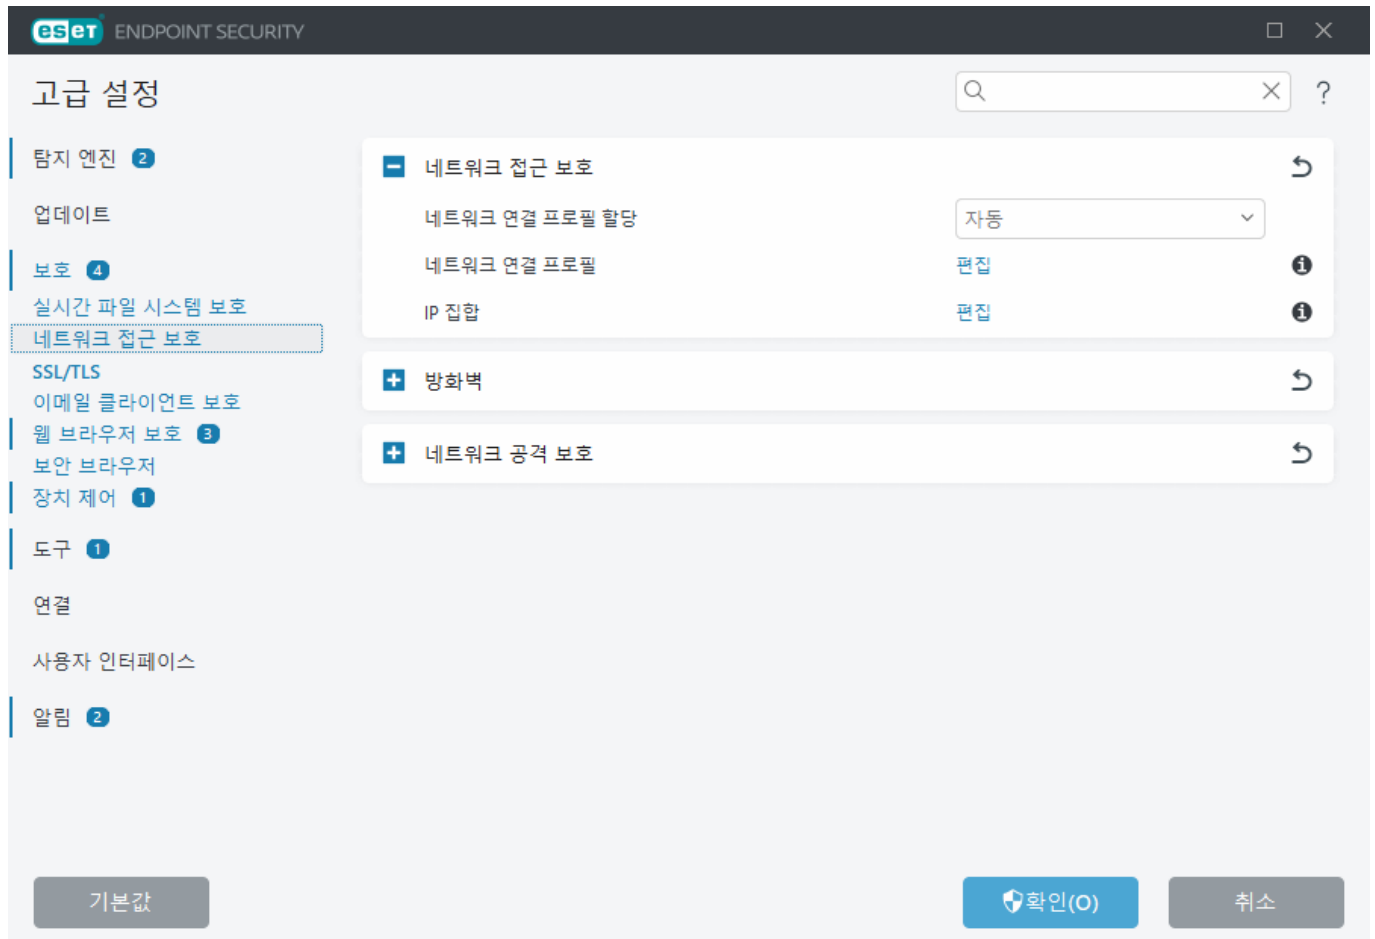 eset ENDPOINT SECURITY
고급 설정
?
탐지 엔진 2
업데이트
보호 4
실시간 파일 시스템 보호
네트워크 접근 보호
SSL/TLS
이메일 클라이언트 보호
웹 브라우저 보호 3
보안 브라우저
장치 제어 1
도구 1
연결
사용자 인터페이스
알림 2
네트워크 접근 보호
네트워크 연결 프로필 할당 자동
네트워크 연결 프로필 편집
IP 집합 편집
방화벽
네트워크 공격 보호
기본값 확인(O) 취소